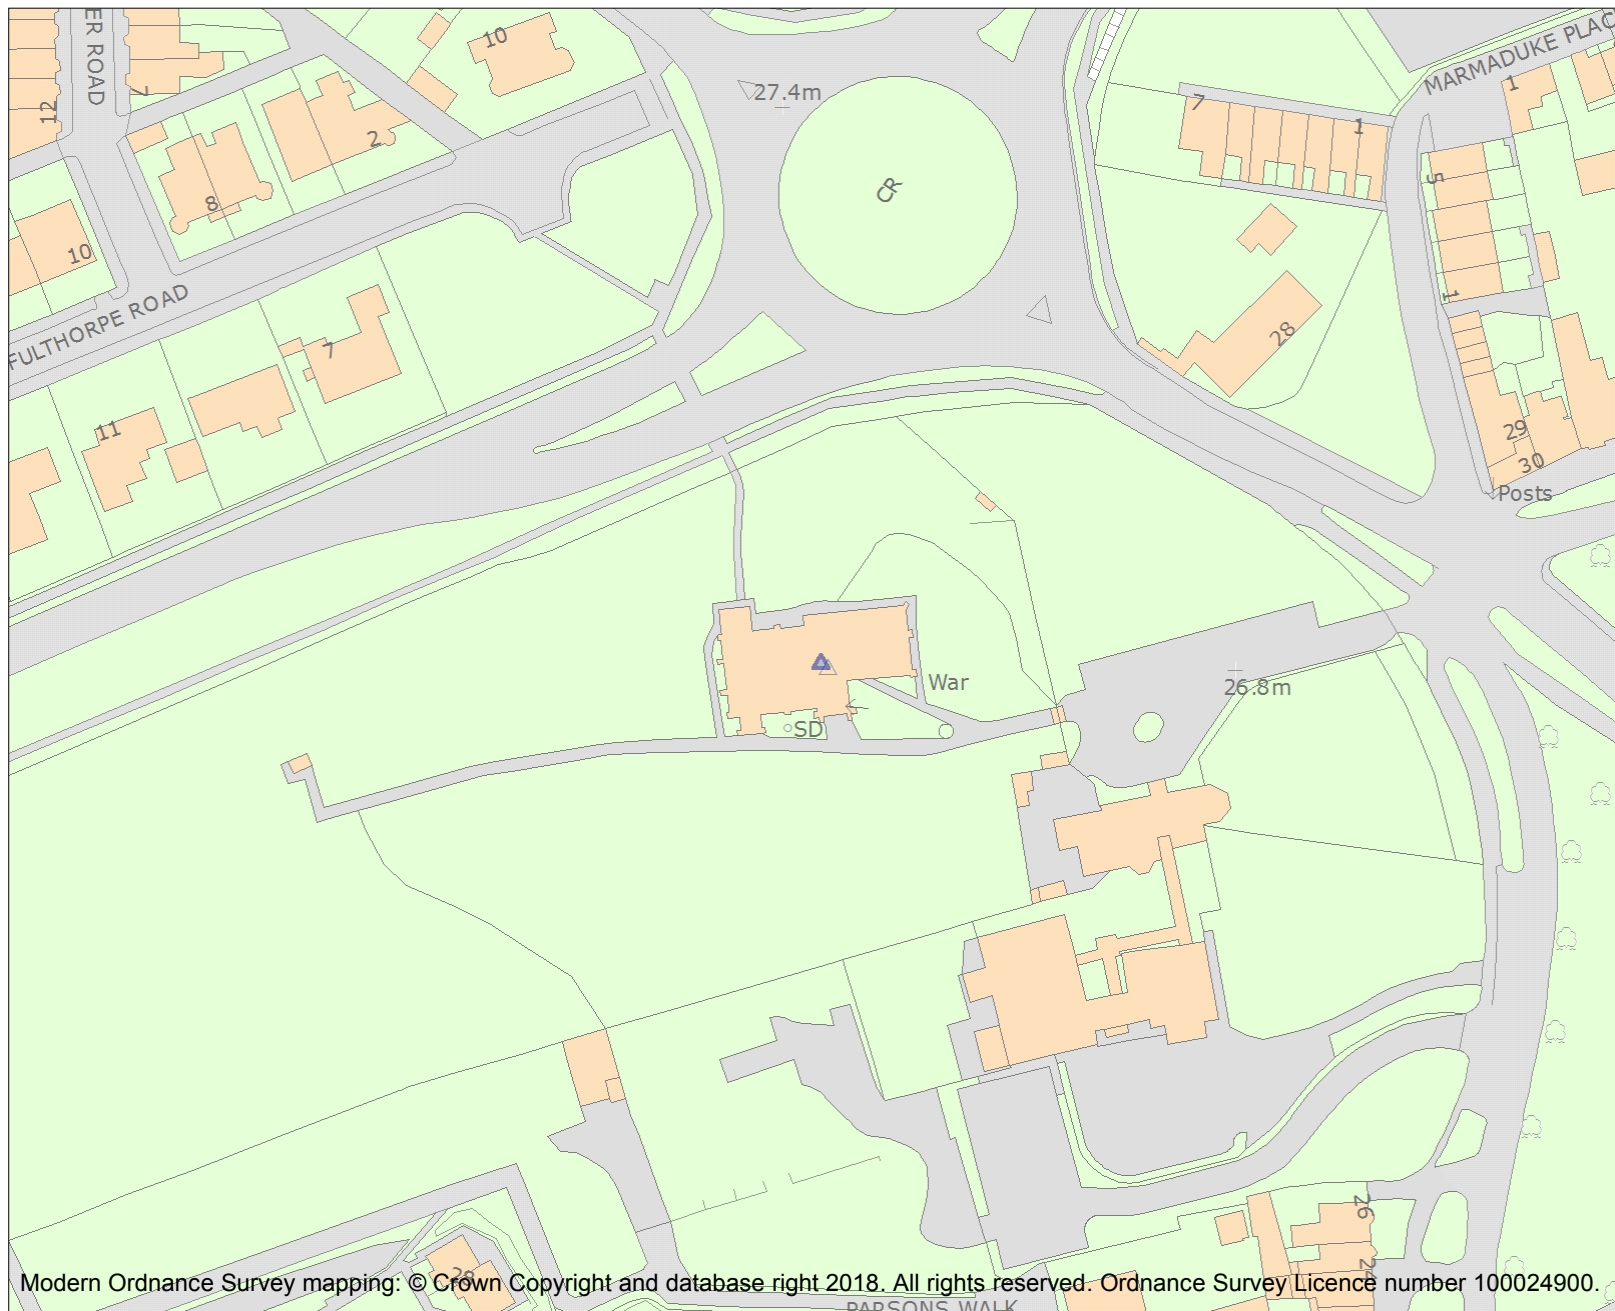 ER ROAD
12
7
10
2
8
10
FULTHORPE ROAD
7
11
27.4m
CR
7
1
MARMADUKE PLAC
1
5
1
28
29
30
Posts
War
SD
26.8m
26
28
PARSONS WALK
Modern Ordnance Survey mapping: © Crown Copyright and database right 2018. All rights reserved. Ordnance Survey Licence number 100024900.